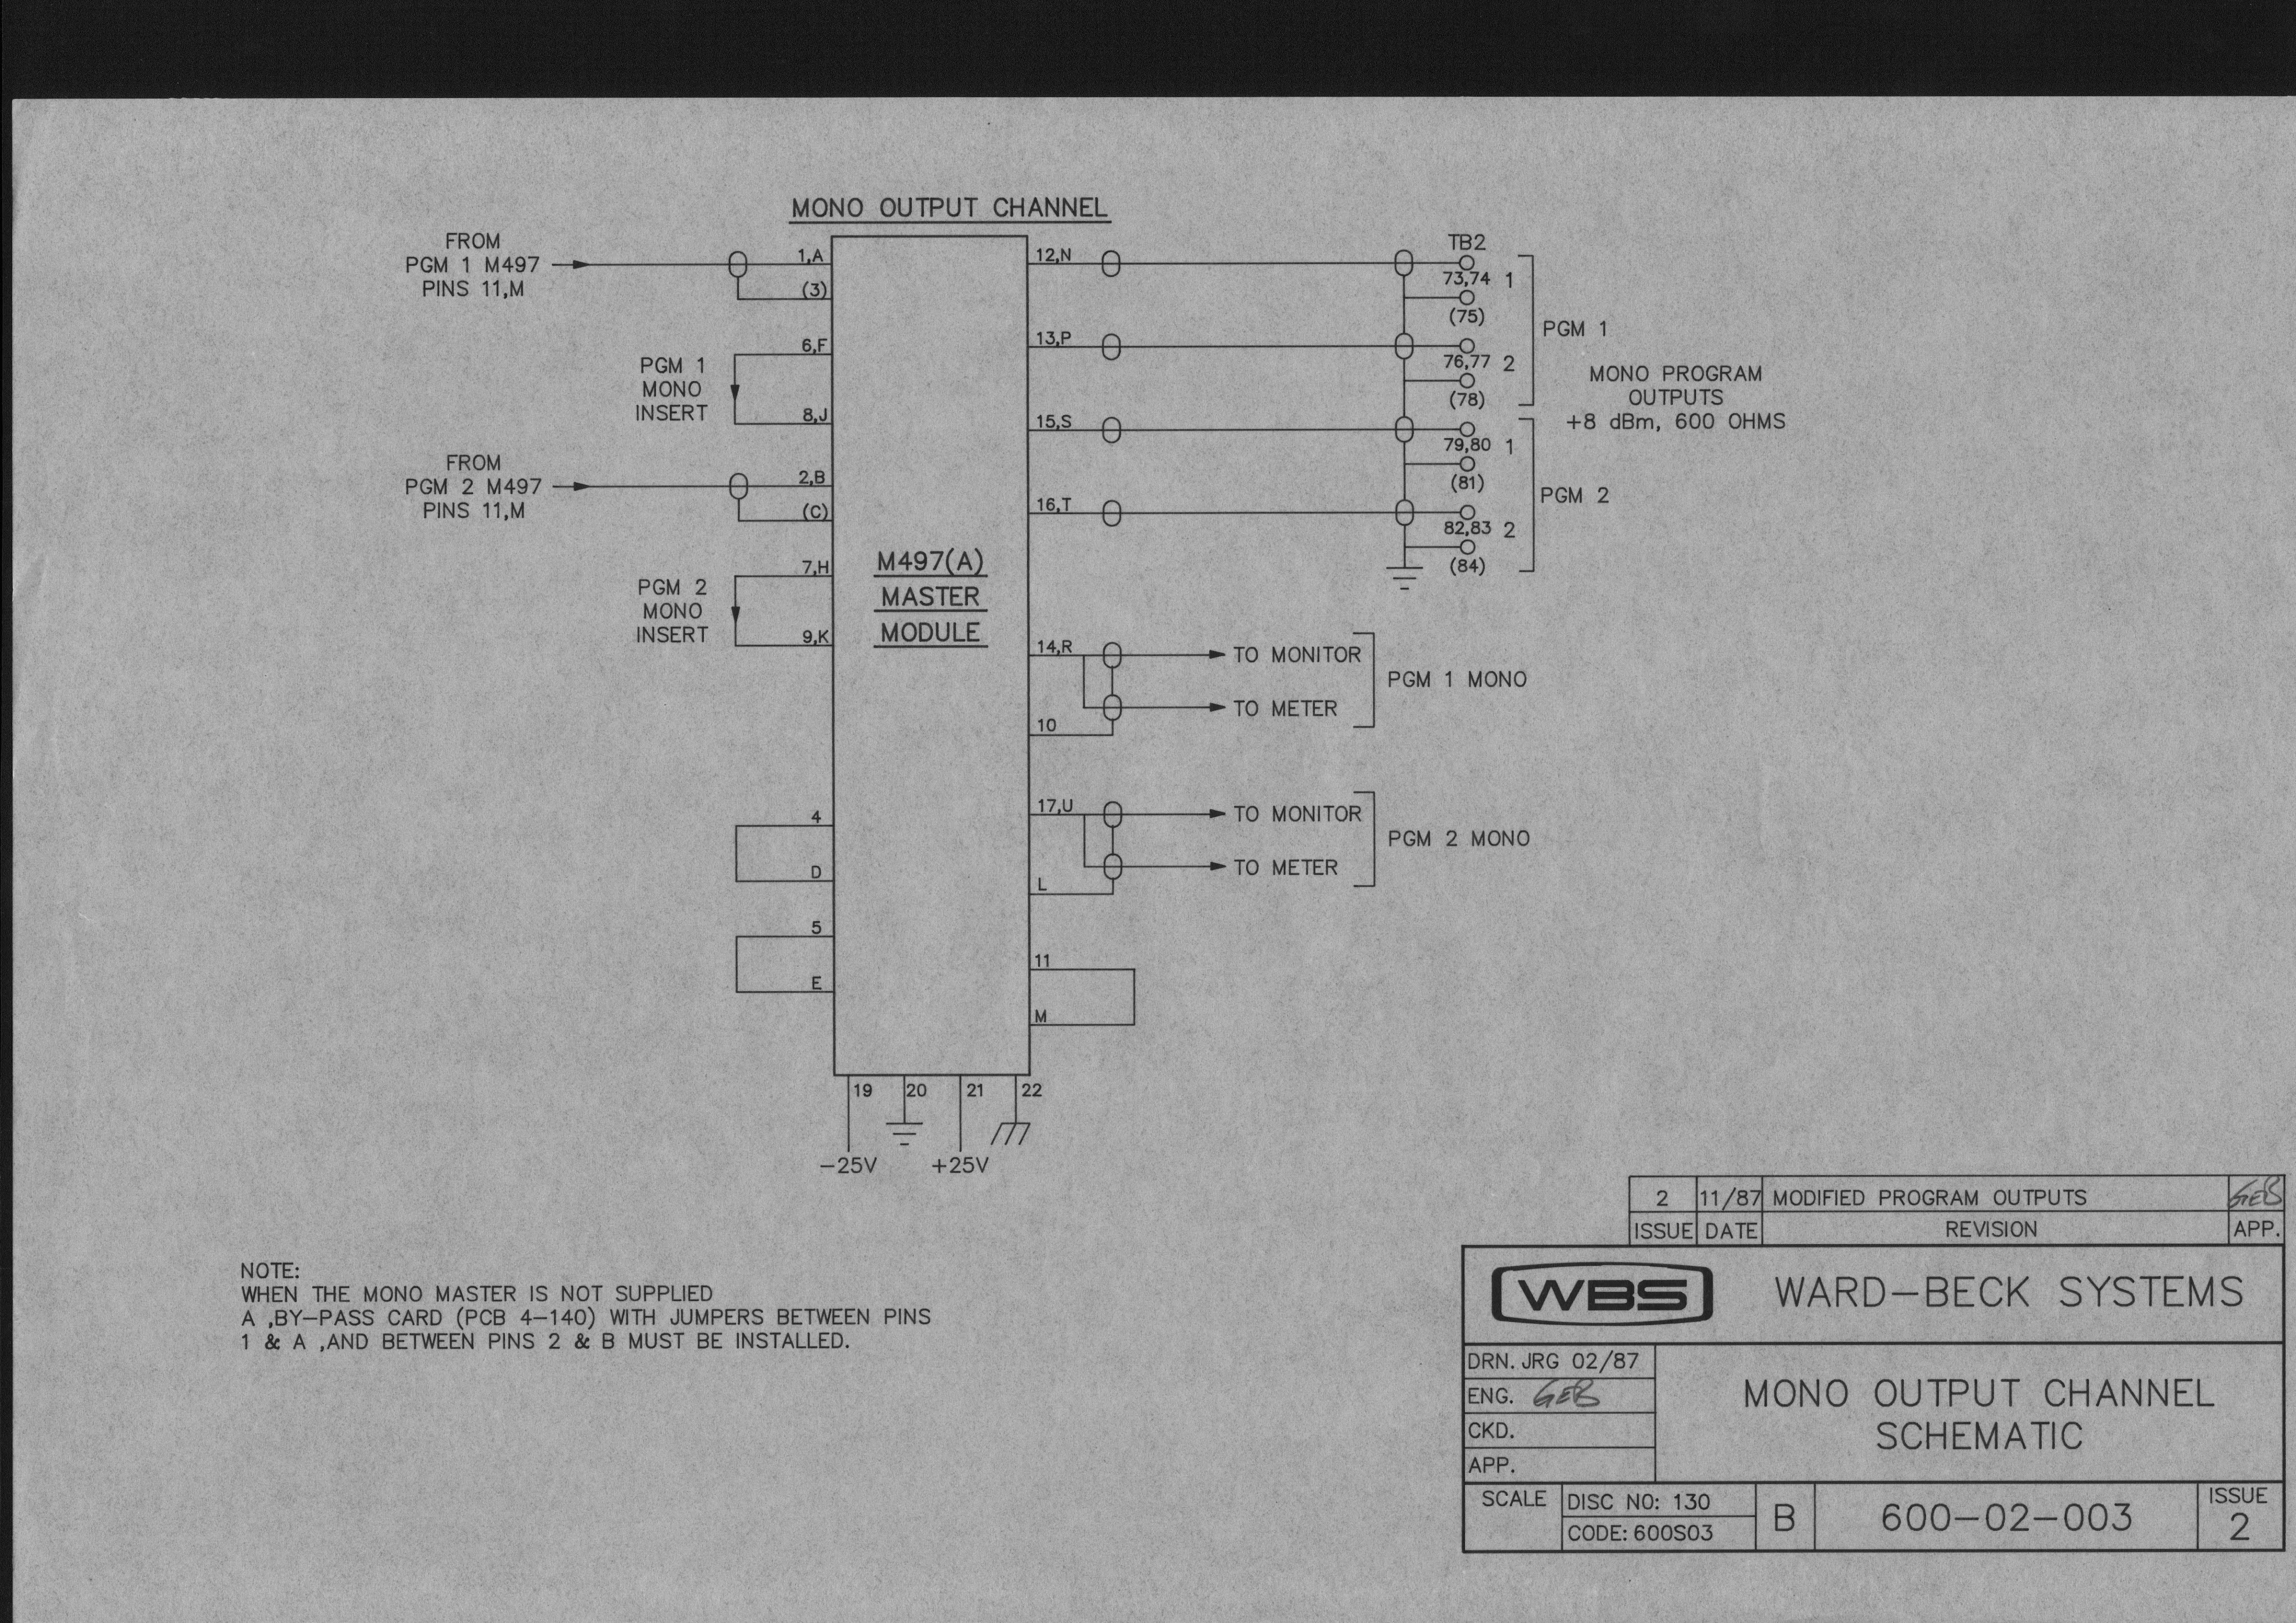 MONO OUTPUT CHANNEL
FROM
PGM 1 M497
PINS 11,M
1,A
(3)
6,F
PGM 1
MONO
INSERT
8,J
FROM
PGM 2 M497
PINS 11,M
2,B
(C)
7,H
PGM 2
MONO
INSERT
9,K
4
D
5
E
M497(A)
MASTER
MODULE
12,N
13,P
15,S
16,T
14,R
10
17,U
L
11
M
TB2
73,74 1
(75)
76,77 2
(78)
PGM 1
79,80 1
(81)
82,83 2
(84)
PGM 2
MONO PROGRAM
OUTPUTS
+8 dBm, 600 OHMS
TO MONITOR
TO METER
PGM 1 MONO
TO MONITOR
TO METER
PGM 2 MONO
19 20 21 22
-25V +25V
NOTE:
WHEN THE MONO MASTER IS NOT SUPPLIED
A ,BY-PASS CARD (PCB 4-140) WITH JUMPERS BETWEEN PINS
1 & A ,AND BETWEEN PINS 2 & B MUST BE INSTALLED.
2 11/87 MODIFIED PROGRAM OUTPUTS GEB
ISSUE DATE REVISION APP.
WBS WARD-BECK SYSTEMS
DRN. JRG 02/87
ENG. GEB
CKD.
APP.
MONO OUTPUT CHANNEL
SCHEMATIC
SCALE
DISC NO: 130
CODE: 600S03
B
600-02-003
ISSUE
2